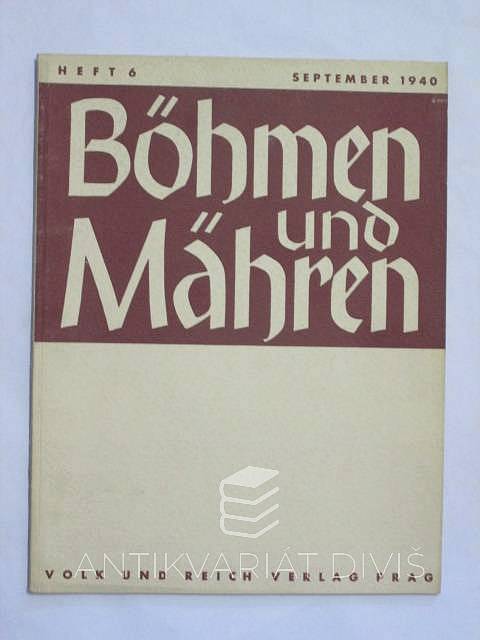 HEFT 6 SEPTEMBER 1940
Böhmen
und
Mähren
ANTIKVARIÁT DIVIŠ
VOLK UND REICH VERLAG PRAG